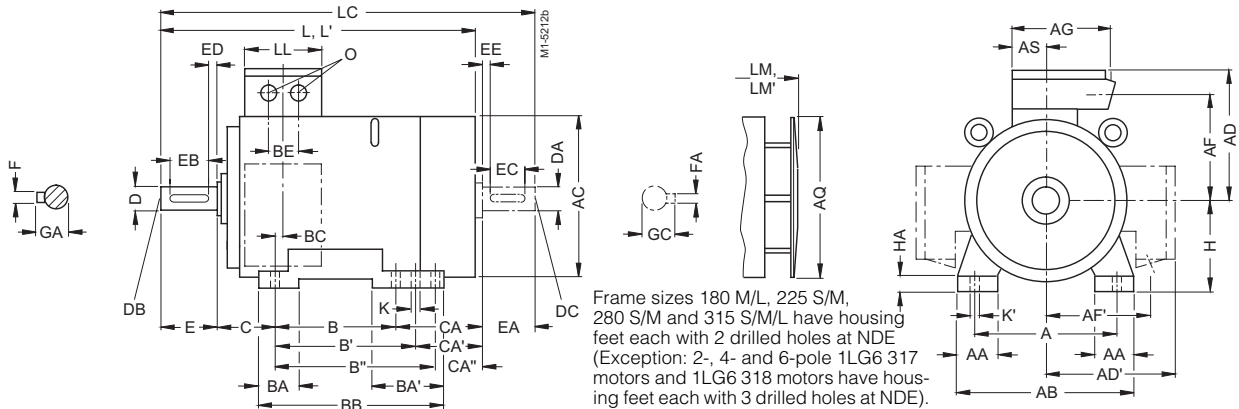 LC
L, L'
LL
ED
O
EE
M1-5212b
LM,
LM'
AG
AS
F
EB
BE
EC
DA
FA
AF
AD
D
AC
AQ
GA
BC
GC
HA
H
K
DB
E
C
B
CA
EA
DC
B'
CA'
B"
CA"
BA
BA'
BB
Frame sizes 180 M/L, 225 S/M,
280 S/M and 315 S/M/L have housing
feet each with 2 drilled holes at NDE
(Exception: 2-, 4- and 6-pole 1LG6 317
motors and 1LG6 318 motors have hous-
ing feet each with 3 drilled holes at NDE).
K'
A
AF'
AA
AA
AD'
AB